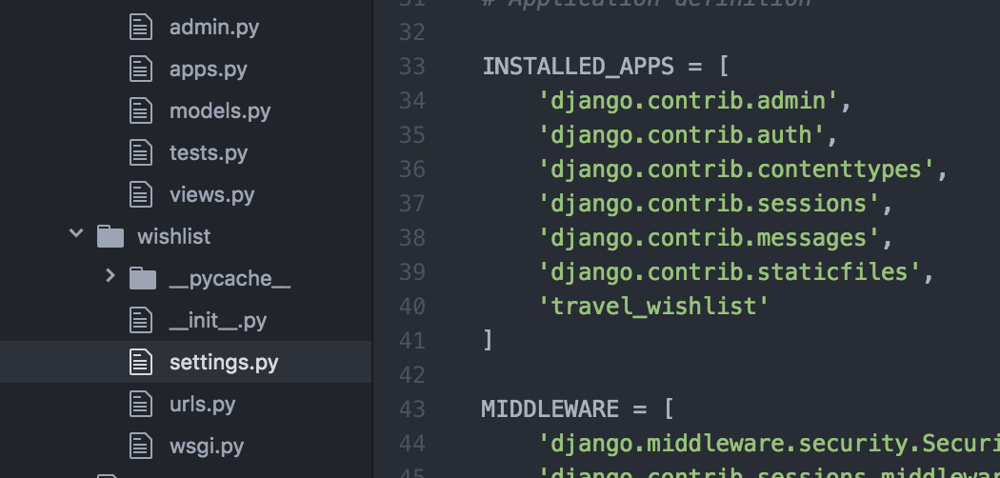 admin.py
apps.py
models.py
tests.py
views.py
wishlist
__pycache__
__init__.py
settings.py
urls.py
wsgi.py
31 # Application definition
32
33 INSTALLED_APPS = [
34 'django.contrib.admin',
35 'django.contrib.auth',
36 'django.contrib.contenttypes',
37 'django.contrib.sessions',
38 'django.contrib.messages',
39 'django.contrib.staticfiles',
40 'travel_wishlist'
41 ]
42
43 MIDDLEWARE = [
44 'django.middleware.security.Securi
45 'django.contrib.sessions.middlewar